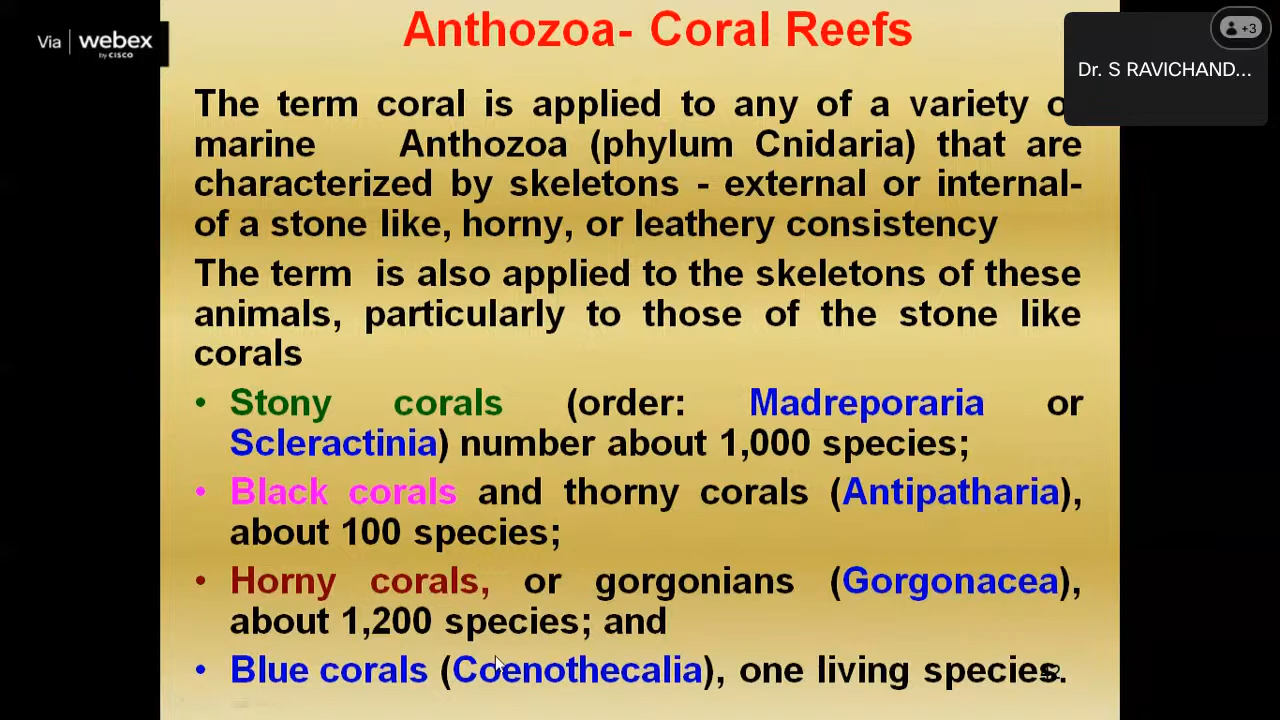 Anthozoa- Coral Reefs
Via webex
by CISCO
+3
Dr. S RAVICHAND...
The term coral is applied to any of a variety
marine Anthozoa (phylum Cnidaria) that are
characterized by skeletons - external or internal-
of a stone like, horny, or leathery consistency
The term is also applied to the skeletons of these
animals, particularly to those of the stone like
corals
• Stony corals (order: Madreporaria or
Scleractinia) number about 1,000 species;
• Black corals and thorny corals (Antipatharia),
about 100 species;
• Horny corals, or gorgonians (Gorgonacea),
about 1,200 species; and
• Blue corals (Coenothecalia), one living species.